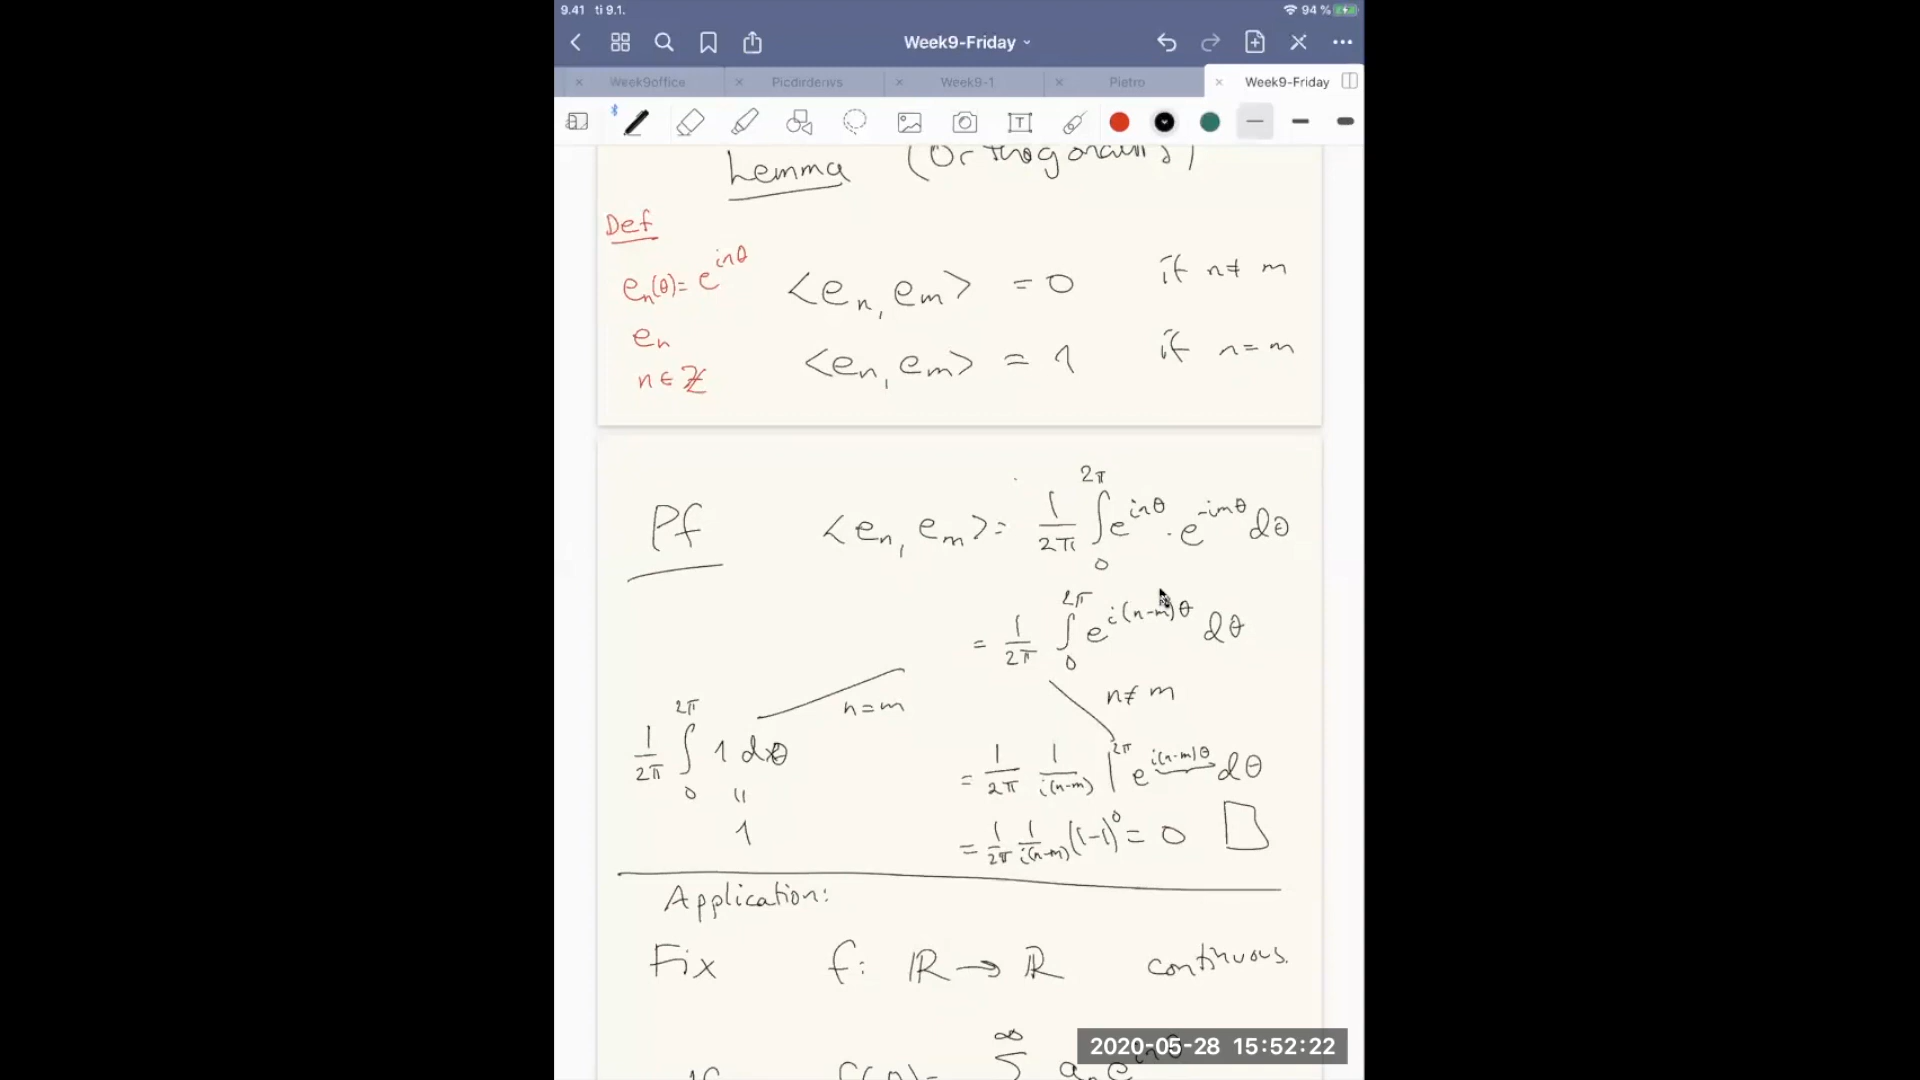 9.41 ti 9.1. 94 %
Week9-Friday
Week9office Picdirderivs Week9-1 Pietro Week9-Friday
Lemma (Orthogonality)
Def
e_n(θ)= e^{inθ} <e_n, e_m> = 0 if n≠ m
e_n
<e_n, e_m> = 1 if n=m
n∈ℤ
Pf <e_n, e_m>= 1/2π ∫_0^{2π} e^{inθ} · e^{-imθ} dθ
= 1/2π ∫_0^{2π} e^{i(n-m)θ} dθ
n=m n≠ m
1/2π ∫_0^{2π} 1 dθ = 1/2π 1/i(n-m) |_0^{2π} e^{i(n-m)θ} dθ
=
1 = 1/2π 1/i(n-m) (1-1) = 0 □
Application:
Fix f: ℝ → ℝ continuous.
2020-05-28 15:52:22